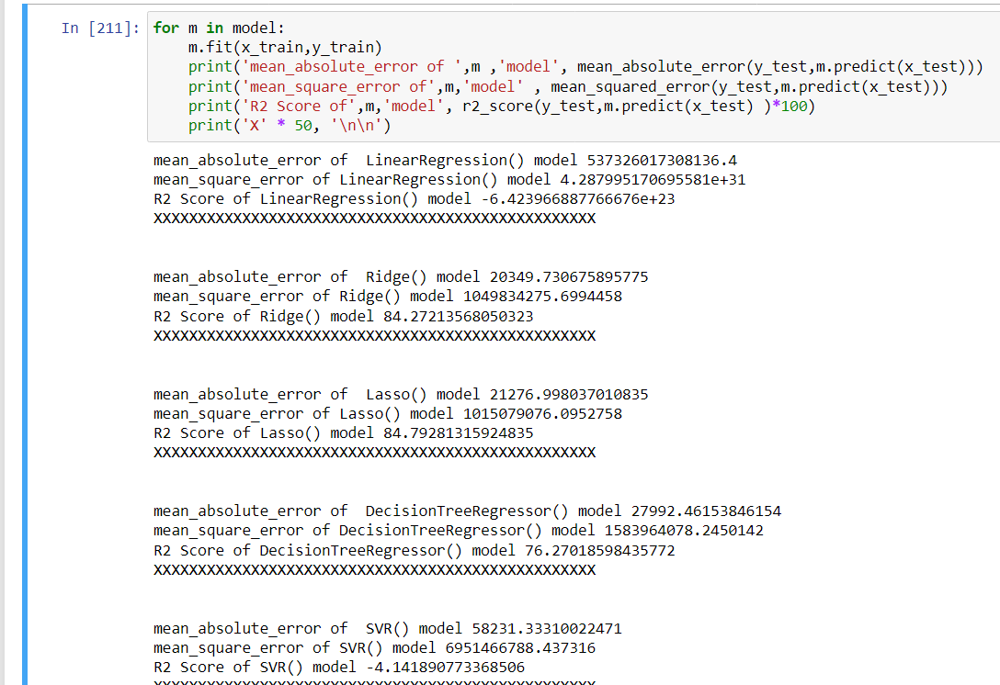 In [211]: for m in model:
m.fit(x_train,y_train)
print('mean_absolute_error of ',m ,'model', mean_absolute_error(y_test,m.predict(x_test)))
print('mean_square_error of',m,'model' , mean_squared_error(y_test,m.predict(x_test)))
print('R2 Score of',m,'model', r2_score(y_test,m.predict(x_test) )*100)
print('X' * 50, '\n\n')
mean_absolute_error of  LinearRegression() model 537326017308136.4
mean_square_error of LinearRegression() model 4.287995170695581e+31
R2 Score of LinearRegression() model -6.423966887766676e+23
XXXXXXXXXXXXXXXXXXXXXXXXXXXXXXXXXXXXXXXXXXXXXXXXXX
mean_absolute_error of  Ridge() model 20349.730675895775
mean_square_error of Ridge() model 1049834275.6994458
R2 Score of Ridge() model 84.27213568050323
XXXXXXXXXXXXXXXXXXXXXXXXXXXXXXXXXXXXXXXXXXXXXXXXXX
mean_absolute_error of  Lasso() model 21276.998037010835
mean_square_error of Lasso() model 1015079076.0952758
R2 Score of Lasso() model 84.79281315924835
XXXXXXXXXXXXXXXXXXXXXXXXXXXXXXXXXXXXXXXXXXXXXXXXXX
mean_absolute_error of  DecisionTreeRegressor() model 27992.46153846154
mean_square_error of DecisionTreeRegressor() model 1583964078.2450142
R2 Score of DecisionTreeRegressor() model 76.27018598435772
XXXXXXXXXXXXXXXXXXXXXXXXXXXXXXXXXXXXXXXXXXXXXXXXXX
mean_absolute_error of  SVR() model 58231.33310022471
mean_square_error of SVR() model 6951466788.437316
R2 Score of SVR() model -4.141890773368506
XXXXXXXXXXXXXXXXXXXXXXXXXXXXXXXXXXXXXXXXXXXXXXXXXX